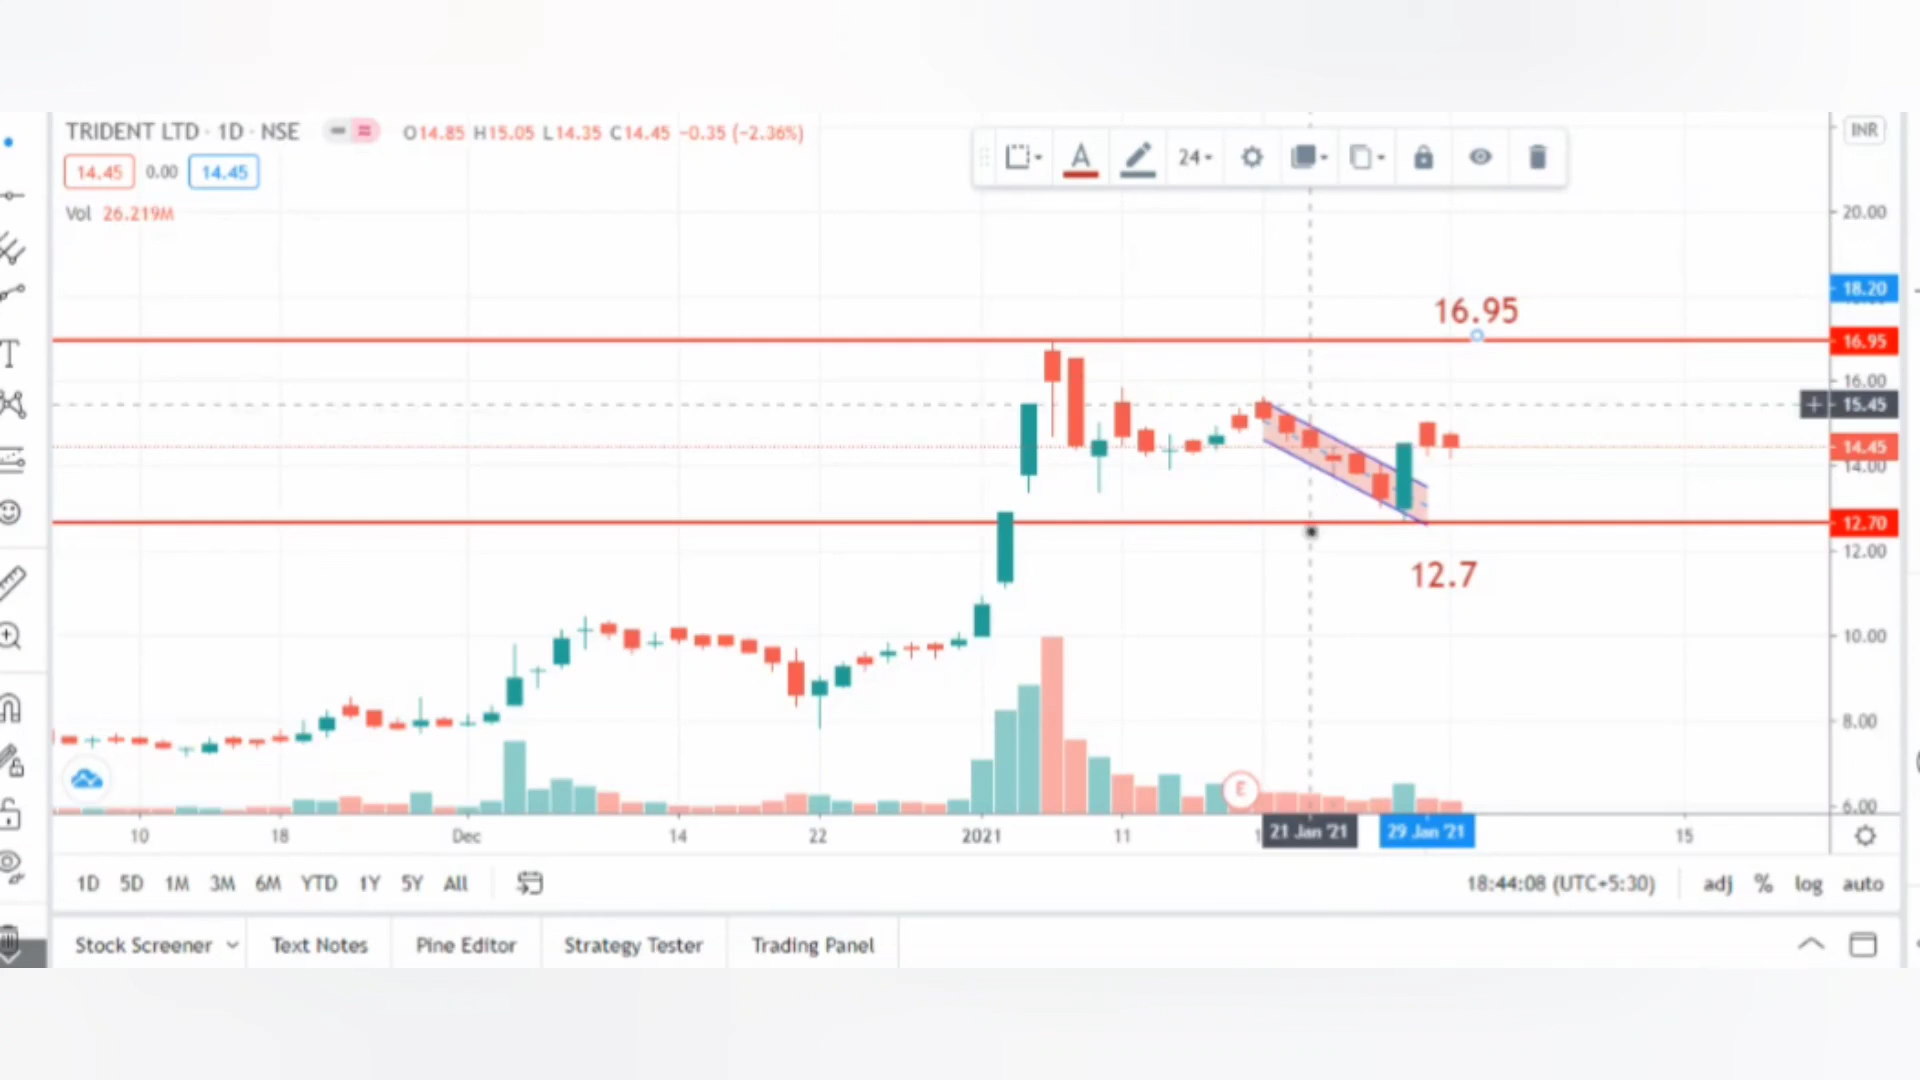 TRIDENT LTD · 1D · NSE
O14.85 H15.05 L14.35 C14.45 −0.35 (−2.36%)
14.45 0.00 14.45
Vol 26.219M
24
INR
20.00
18.20
16.95
16.95
16.00
15.45
14.45
14.00
12.70
12.00
12.7
10.00
8.00
6.00
E
10 18 Dec 14 22 2021 11 21 Jan '21 29 Jan '21 15
1D 5D 1M 3M 6M YTD 1Y 5Y All
18:44:08 (UTC+5:30) adj % log auto
Stock Screener Text Notes Pine Editor Strategy Tester Trading Panel